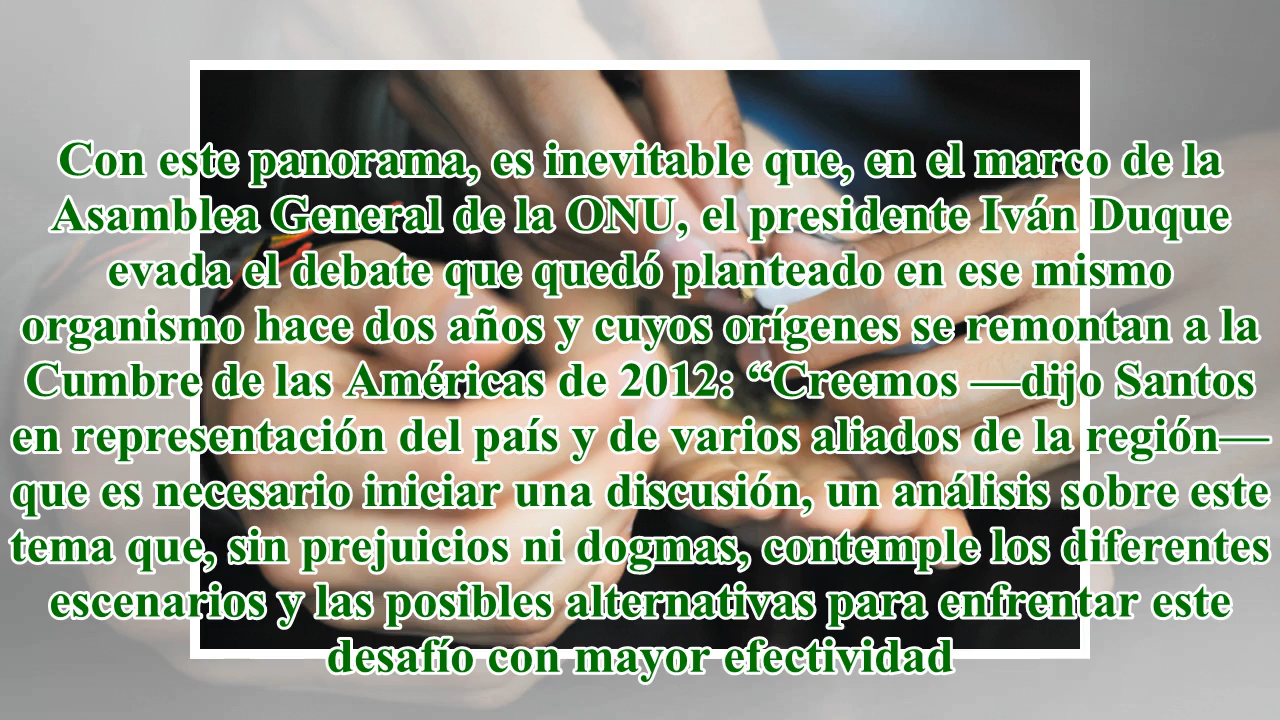 Con este panorama, es inevitable que, en el marco de la
Asamblea General de la ONU, el presidente Iván Duque
evada el debate que quedó planteado en ese mismo
organismo hace dos años y cuyos orígenes se remontan a la
Cumbre de las Américas de 2012: “Creemos —dijo Santos
en representación del país y de varios aliados de la región—
que es necesario iniciar una discusión, un análisis sobre este
tema que, sin prejuicios ni dogmas, contemple los diferentes
escenarios y las posibles alternativas para enfrentar este
desafío con mayor efectividad